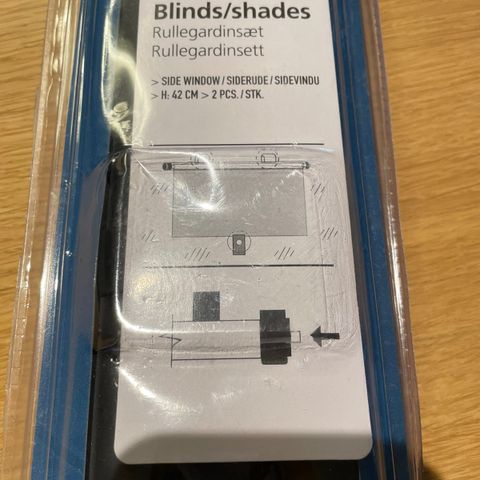 Blinds/shades
Rullegardinsæt
Rullegardinsett
> SIDE WINDOW / SIDERUDE / SIDEVINDU
> H: 42 CM > 2 PCS. / STK.